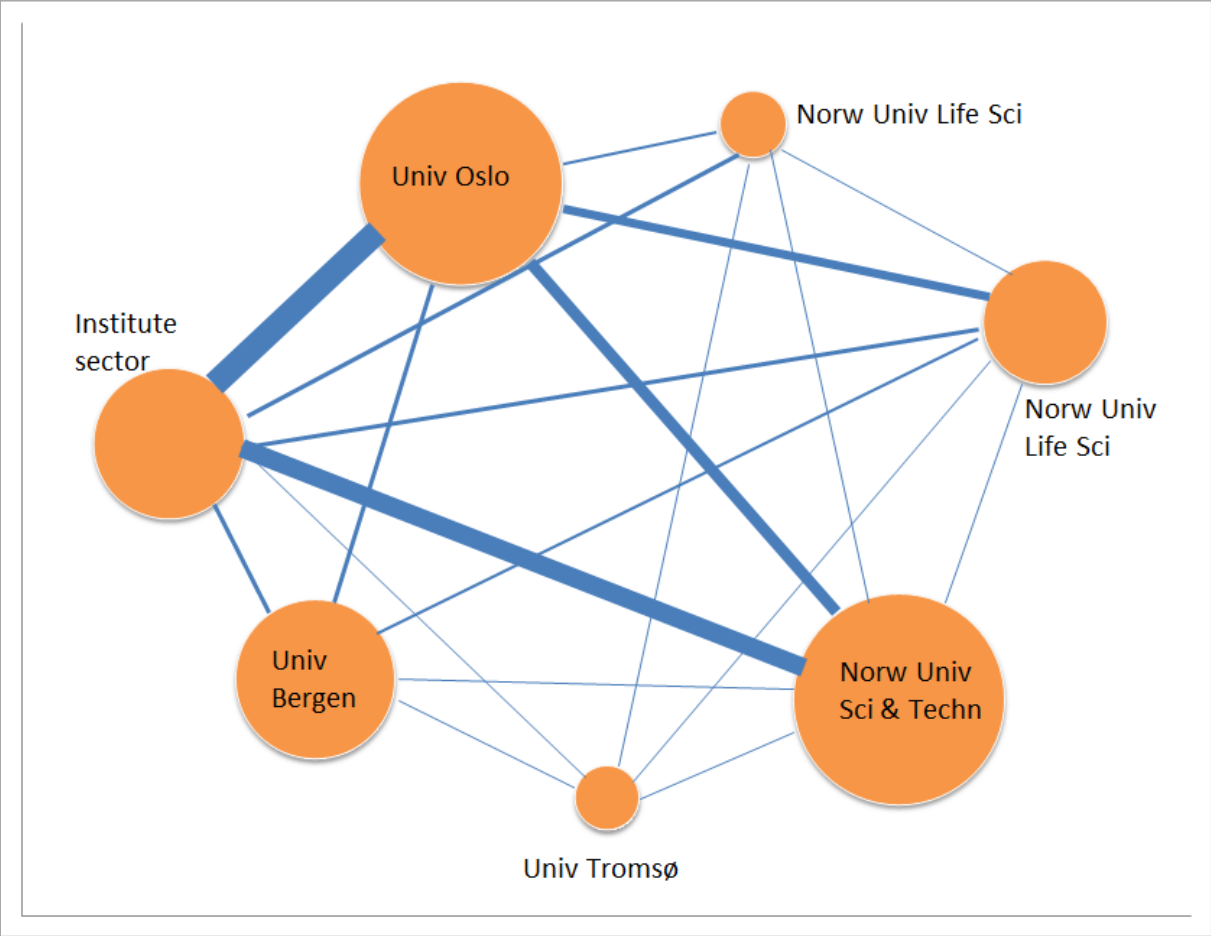 Norw Univ Life Sci
Univ Oslo
Institute
sector
Norw Univ
Life Sci
Univ
Bergen
Norw Univ
Sci & Techn
Univ Tromsø